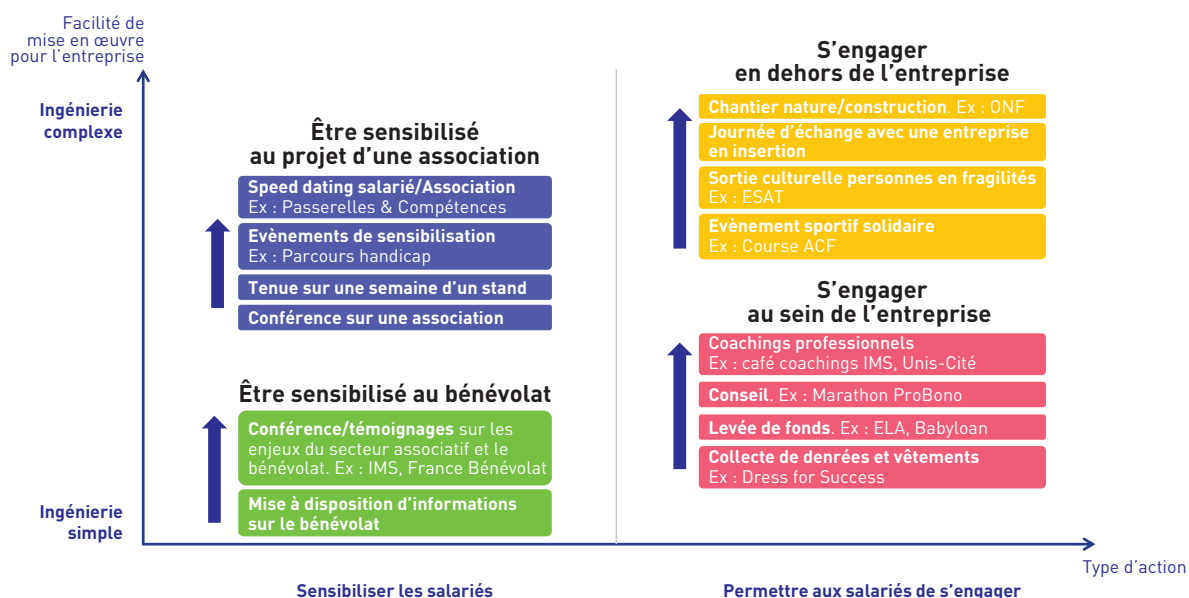 Facilité de
mise en œuvre
pour l'entreprise
Ingénierie
complexe
Être sensibilisé
au projet d'une association
Speed dating salarié/Association
Ex : Passerelles & Compétences
Evènements de sensibilisation
Ex : Parcours handicap
Tenue sur une semaine d'un stand
Conférence sur une association
Être sensibilisé au bénévolat
Conférence/témoignages sur les
enjeux du secteur associatif et le
bénévolat. Ex : IMS, France Bénévolat
Mise à disposition d'informations
sur le bénévolat
Ingénierie
simple
S'engager
en dehors de l'entreprise
Chantier nature/construction. Ex : ONF
Journée d'échange avec une entreprise
en insertion
Sortie culturelle personnes en fragilités
Ex : ESAT
Evènement sportif solidaire
Ex : Course ACF
S'engager
au sein de l'entreprise
Coachings professionnels
Ex : café coachings IMS, Unis-Cité
Conseil. Ex : Marathon ProBono
Levée de fonds. Ex : ELA, Babyloan
Collecte de denrées et vêtements
Ex : Dress for Success
Type d'action
Sensibiliser les salariés
Permettre aux salariés de s'engager